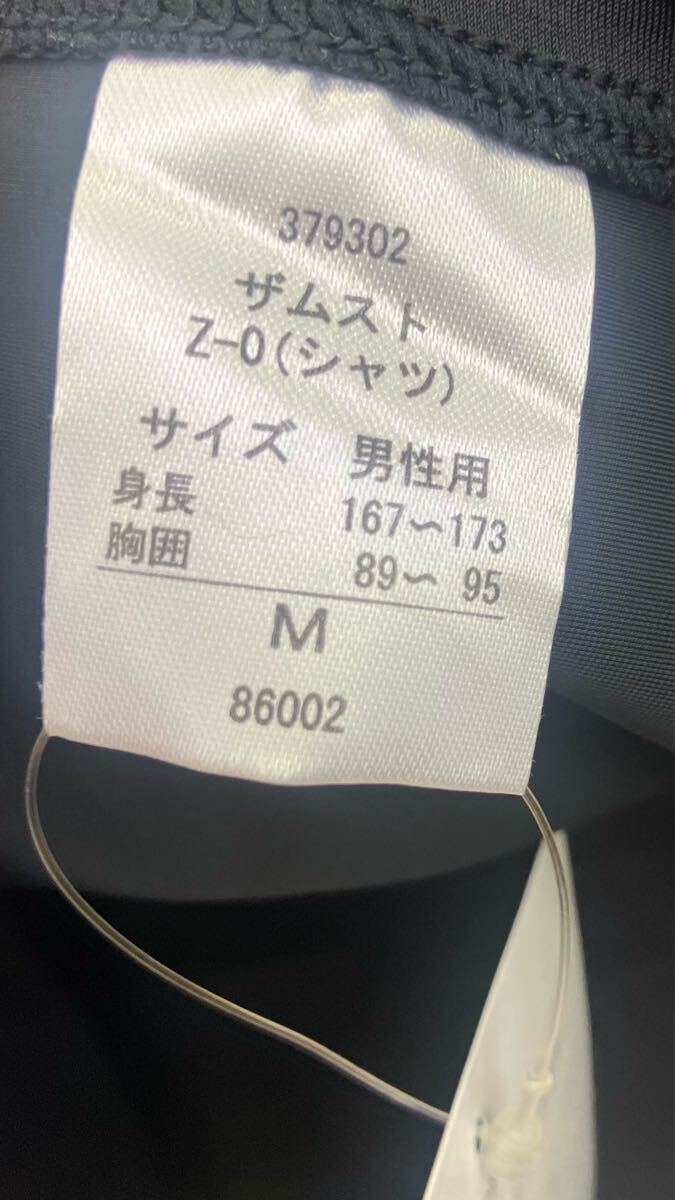 379302
ザムスト
Z-0(シャツ)
サイズ 男性用
身長 167〜173
胸囲 89〜 95
M
86002